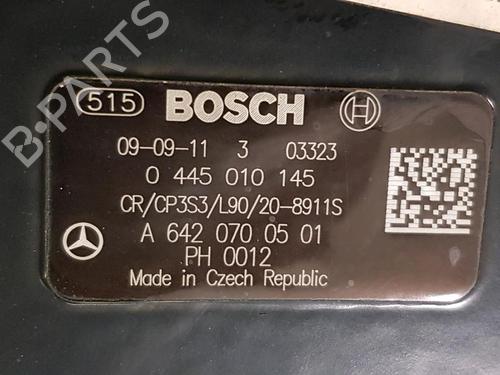 B-PARTS
515 BOSCH
09-09-11 3 03323
0 445 010 145
CR/CP3S3/L90/20-8911S
A 642 070 05 01
PH 0012
Made in Czech Republic